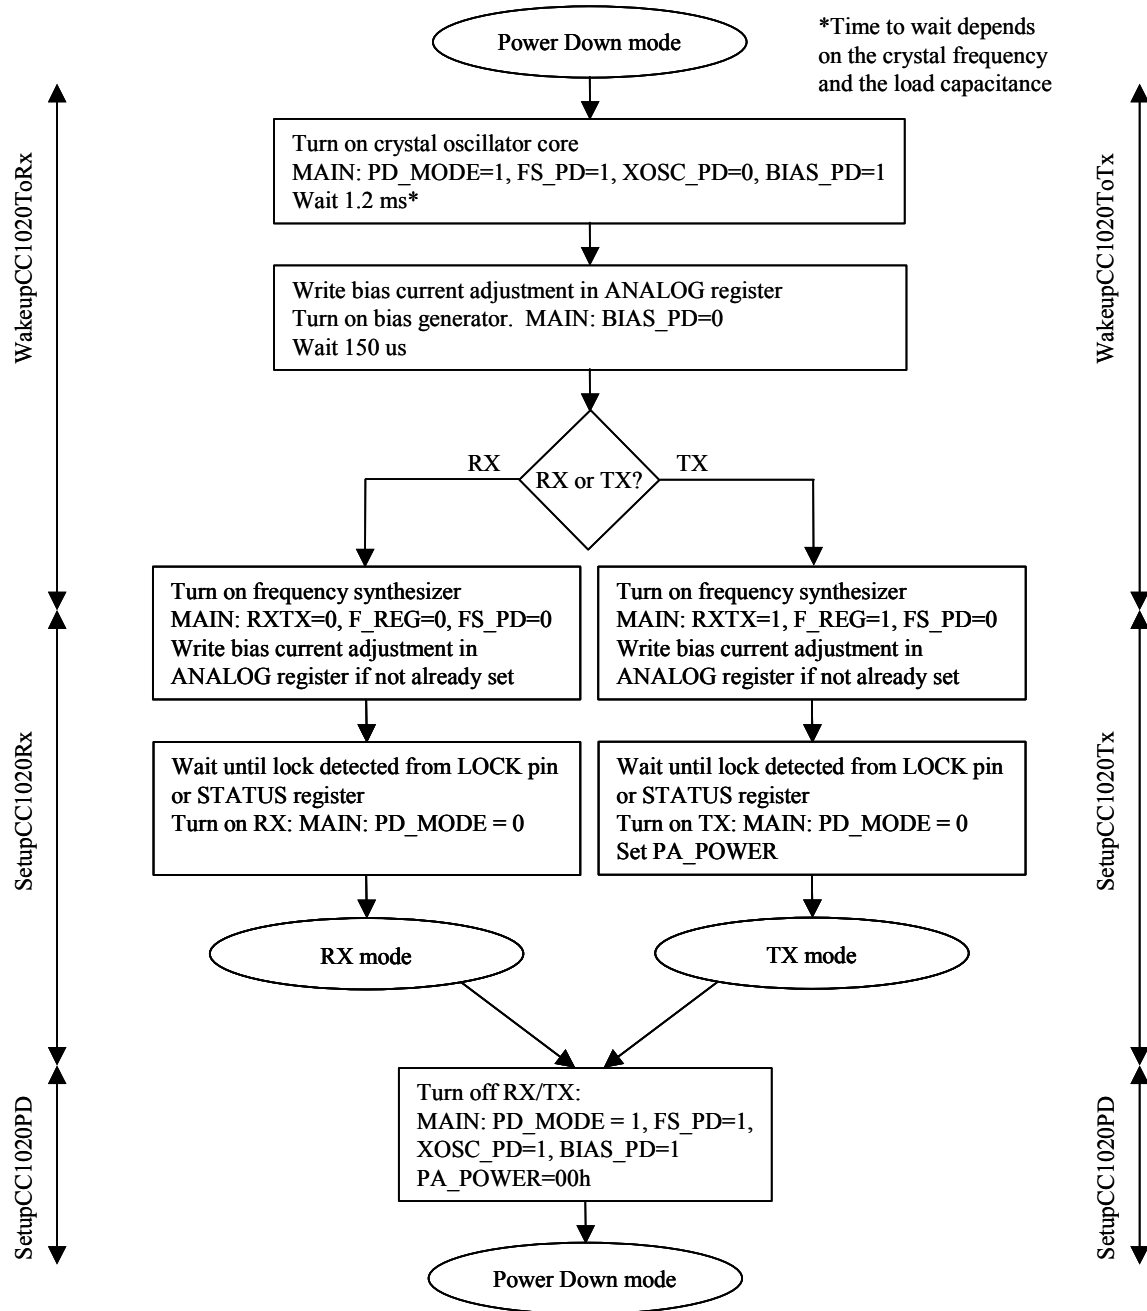 Power Down mode
*Time to wait depends
on the crystal frequency
and the load capacitance
WakeupCC1020ToRx
WakeupCC1020ToTx
Turn on crystal oscillator core
MAIN: PD_MODE=1, FS_PD=1, XOSC_PD=0, BIAS_PD=1
Wait 1.2 ms*
Write bias current adjustment in ANALOG register
Turn on bias generator. MAIN: BIAS_PD=0
Wait 150 us
RX
RX or TX?
TX
Turn on frequency synthesizer
MAIN: RXTX=0, F_REG=0, FS_PD=0
Write bias current adjustment in
ANALOG register if not already set
Turn on frequency synthesizer
MAIN: RXTX=1, F_REG=1, FS_PD=0
Write bias current adjustment in
ANALOG register if not already set
SetupCC1020Rx
SetupCC1020Tx
Wait until lock detected from LOCK pin
or STATUS register
Turn on RX: MAIN: PD_MODE = 0
Wait until lock detected from LOCK pin
or STATUS register
Turn on TX: MAIN: PD_MODE = 0
Set PA_POWER
RX mode
TX mode
SetupCC1020PD
SetupCC1020PD
Turn off RX/TX:
MAIN: PD_MODE = 1, FS_PD=1,
XOSC_PD=1, BIAS_PD=1
PA_POWER=00h
Power Down mode